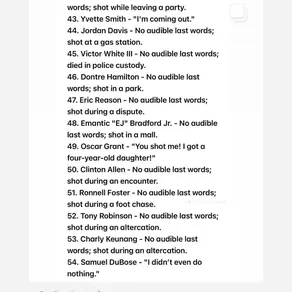 words; shot while leaving a party.
43. Yvette Smith - "I'm coming out."
44. Jordan Davis - No audible last words;
shot at a gas station.
45. Victor White III - No audible last words;
died in police custody.
46. Dontre Hamilton - No audible last
words; shot in a park.
47. Eric Reason - No audible last words;
shot during a dispute.
48. Emantic "EJ" Bradford Jr. - No audible
last words; shot in a mall.
49. Oscar Grant - "You shot me! I got a
four-year-old daughter!"
50. Clinton Allen - No audible last words;
shot during an encounter.
51. Ronnell Foster - No audible last words;
shot during a foot chase.
52. Tony Robinson - No audible last words;
shot during an altercation.
53. Charly Keunang - No audible last
words; shot during an altercation.
54. Samuel DuBose - "I didn't even do
nothing."